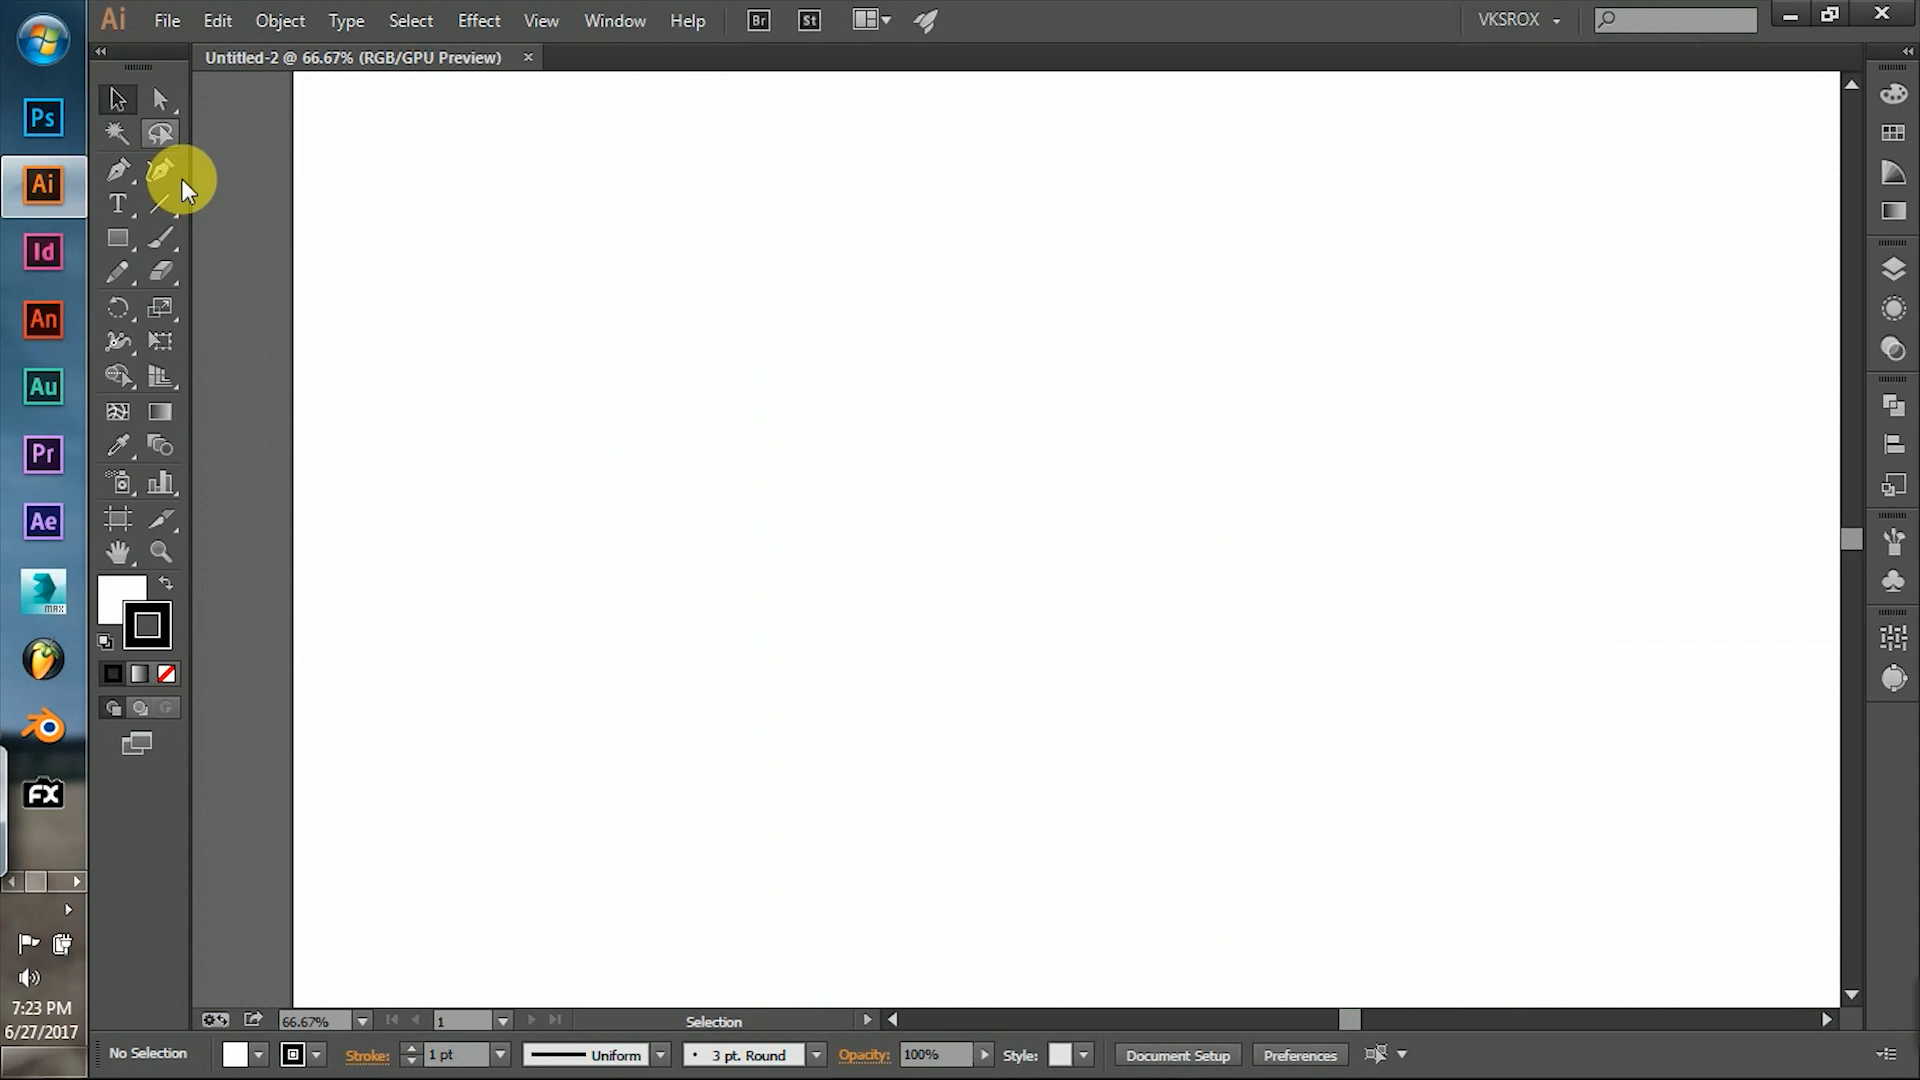 Ai File Edit Object Type Select Effect View Window Help Br St VKSROX
Untitled-2 @ 66.67% (RGB/GPU Preview)
Ps
Ai
Id
An
Au
Pr
Ae
MAX
FX
T
7:23 PM
6/27/2017
66.67% 1 Selection
No Selection Stroke: 1 pt Uniform 3 pt. Round Opacity: 100% Style: Document Setup Preferences